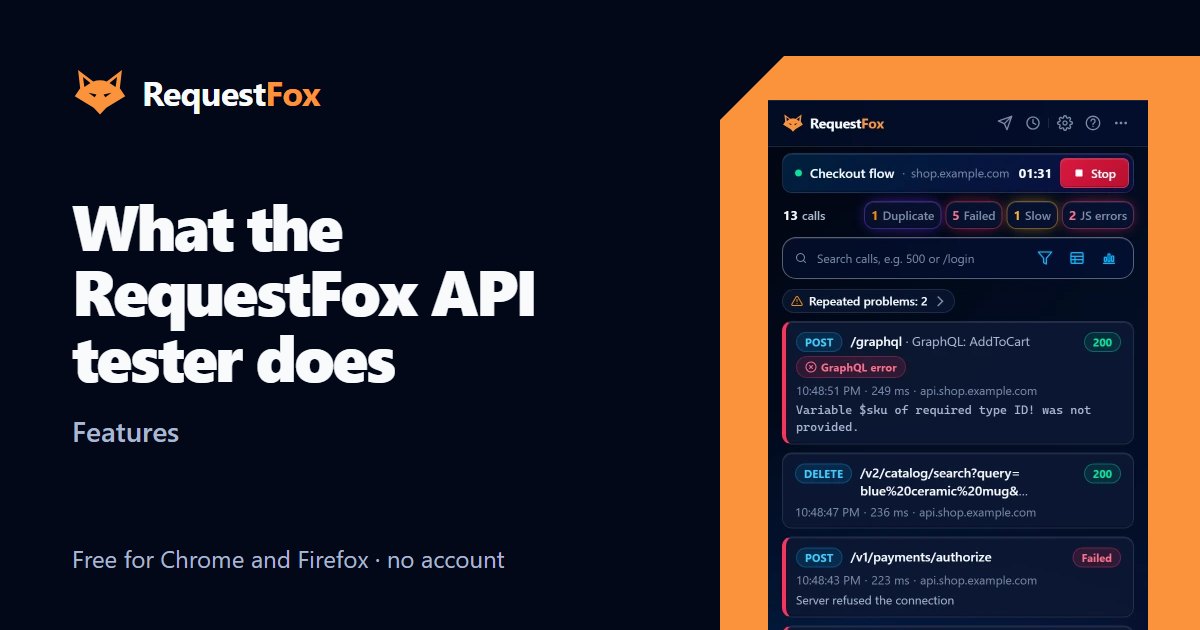 RequestFox
What the
RequestFox API
tester does
Features
Free for Chrome and Firefox · no account
RequestFox
Checkout flow · shop.example.com 01:31 Stop
13 calls 1 Duplicate 5 Failed 1 Slow 2 JS errors
Search calls, e.g. 500 or /login
Repeated problems: 2
POST /graphql · GraphQL: AddToCart 200
GraphQL error
10:48:51 PM · 249 ms · api.shop.example.com
Variable $sku of required type ID! was not
provided.
DELETE /v2/catalog/search?query= 200
blue%20ceramic%20mug&...
10:48:47 PM · 236 ms · api.shop.example.com
POST /v1/payments/authorize Failed
10:48:43 PM · 223 ms · api.shop.example.com
Server refused the connection